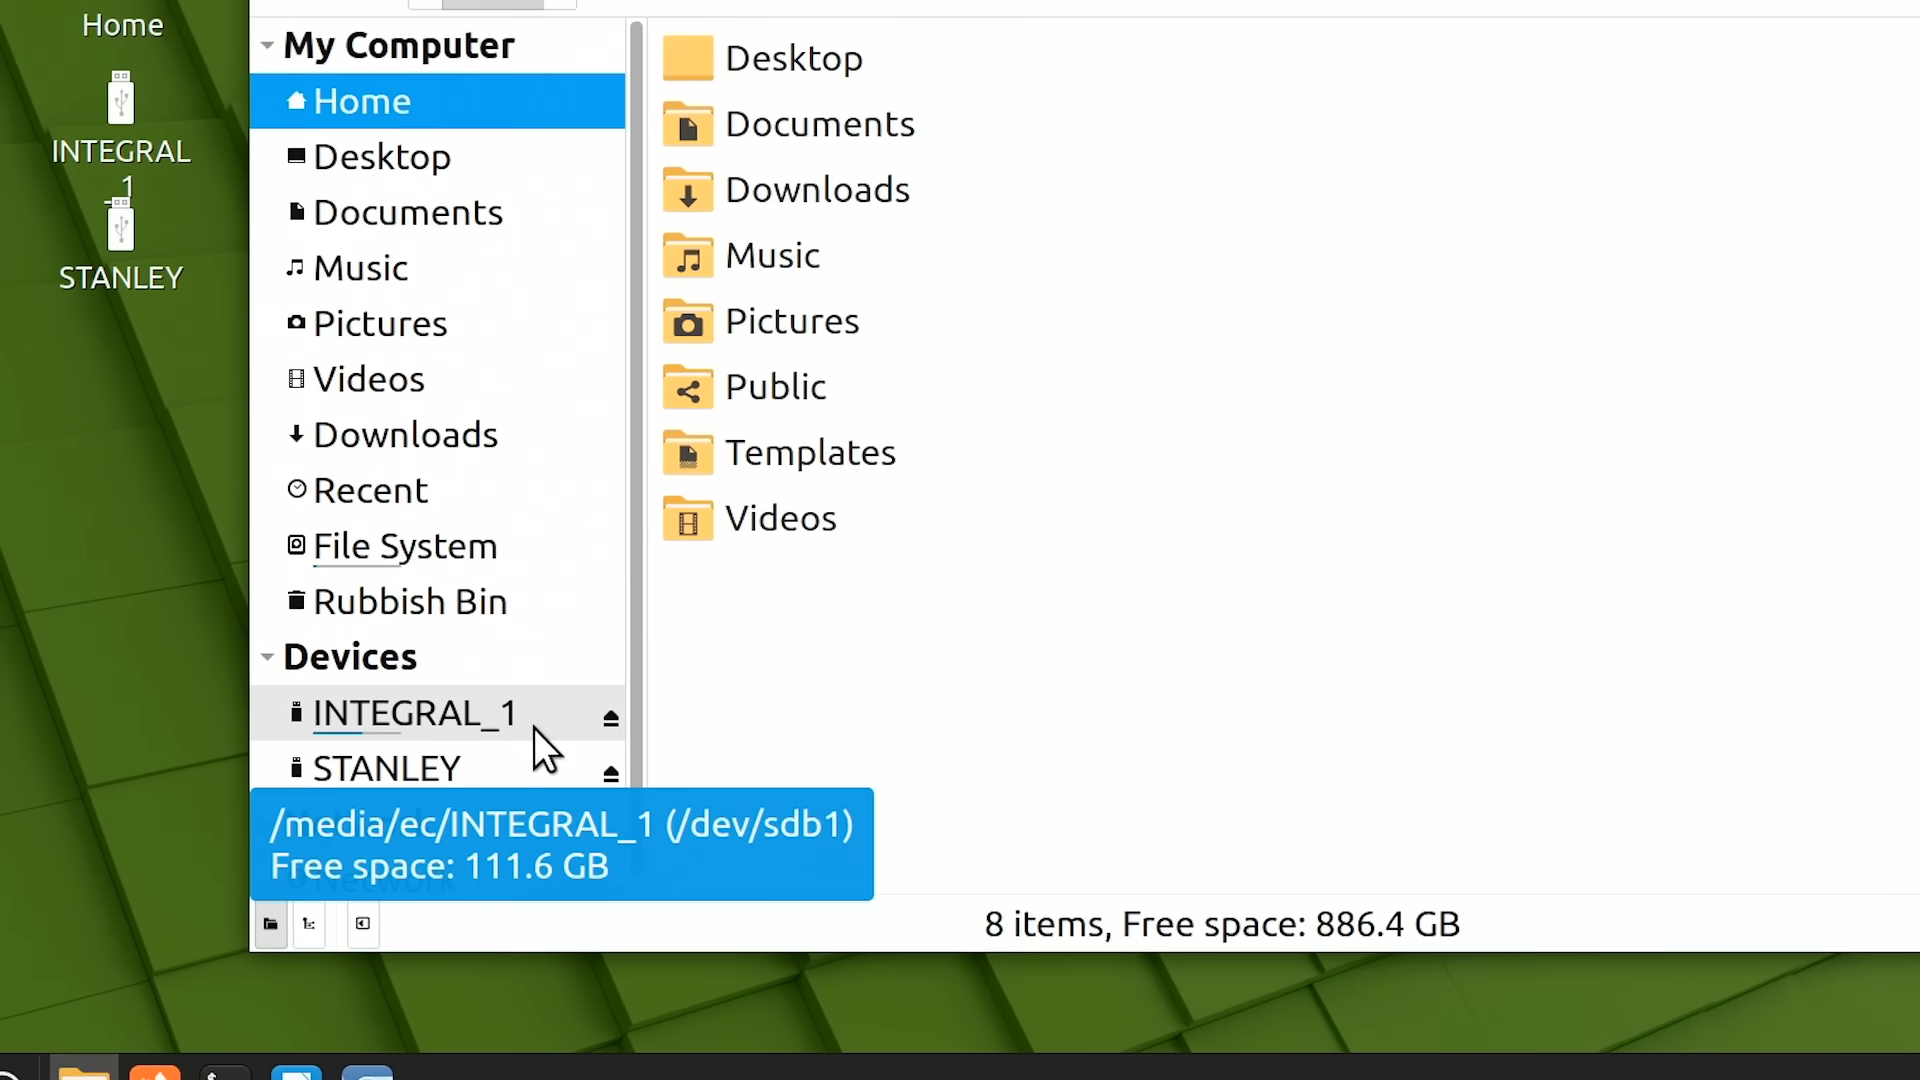 Home
INTEGRAL
_1
STANLEY
My Computer
Home
Desktop
Documents
Music
Pictures
Videos
Downloads
Recent
File System
Rubbish Bin
Devices
INTEGRAL_1
STANLEY
/media/ec/INTEGRAL_1 (/dev/sdb1)
Free space: 111.6 GB
Network
Desktop
Documents
Downloads
Music
Pictures
Public
Templates
Videos
8 items, Free space: 886.4 GB